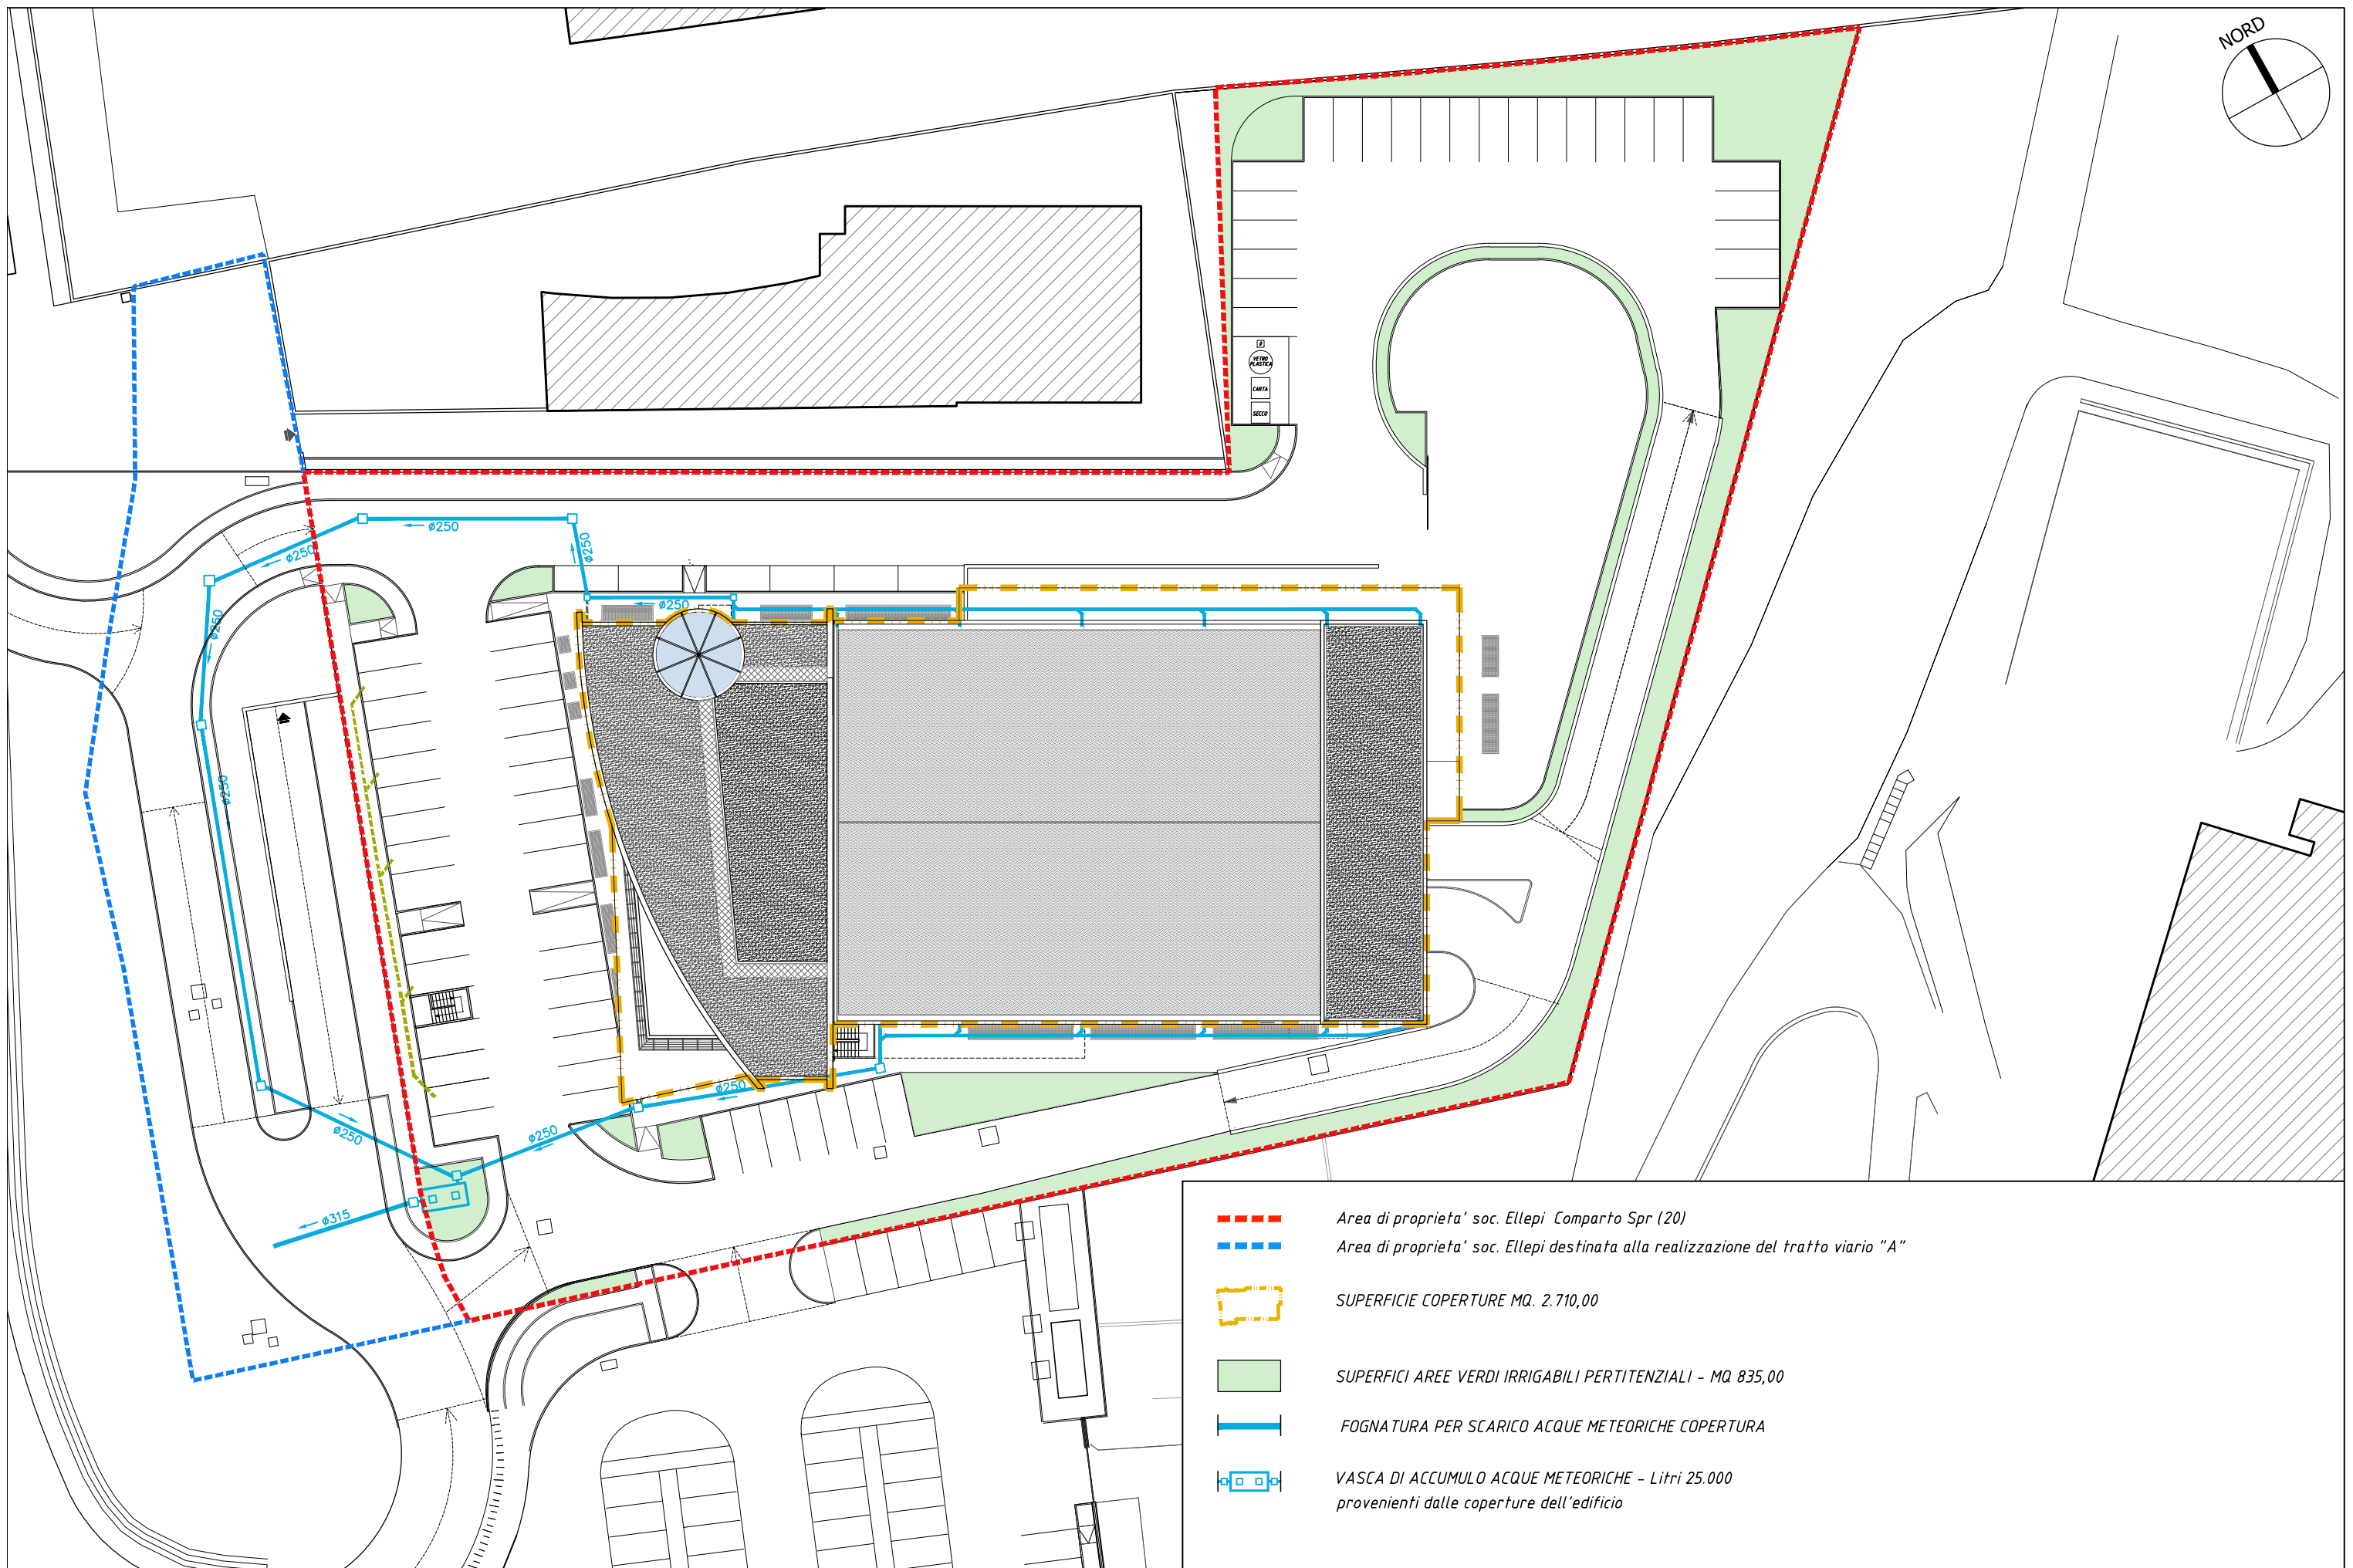 NORD
VETRO
PLASTICA
CARTA
SECCO
ø250
ø250
ø250
ø250
ø250
ø250
ø250
ø250
ø250
ø315
Area di proprieta' soc. Ellepi Comparto Spr (20)
Area di proprieta' soc. Ellepi destinata alla realizzazione del tratto viario "A"
SUPERFICIE COPERTURE MQ. 2.710,00
SUPERFICI AREE VERDI IRRIGABILI PERTITENZIALI - MQ 835,00
FOGNATURA PER SCARICO ACQUE METEORICHE COPERTURA
VASCA DI ACCUMULO ACQUE METEORICHE - Litri 25.000
provenienti dalle coperture dell'edificio